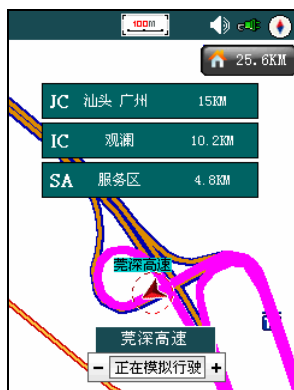 100M
25.6KM
JC 汕头 广州 15KM
IC 观澜 10.2KM
SA 服务区 4.8KM
莞深高速
莞深高速
- 正在模拟行驶 +